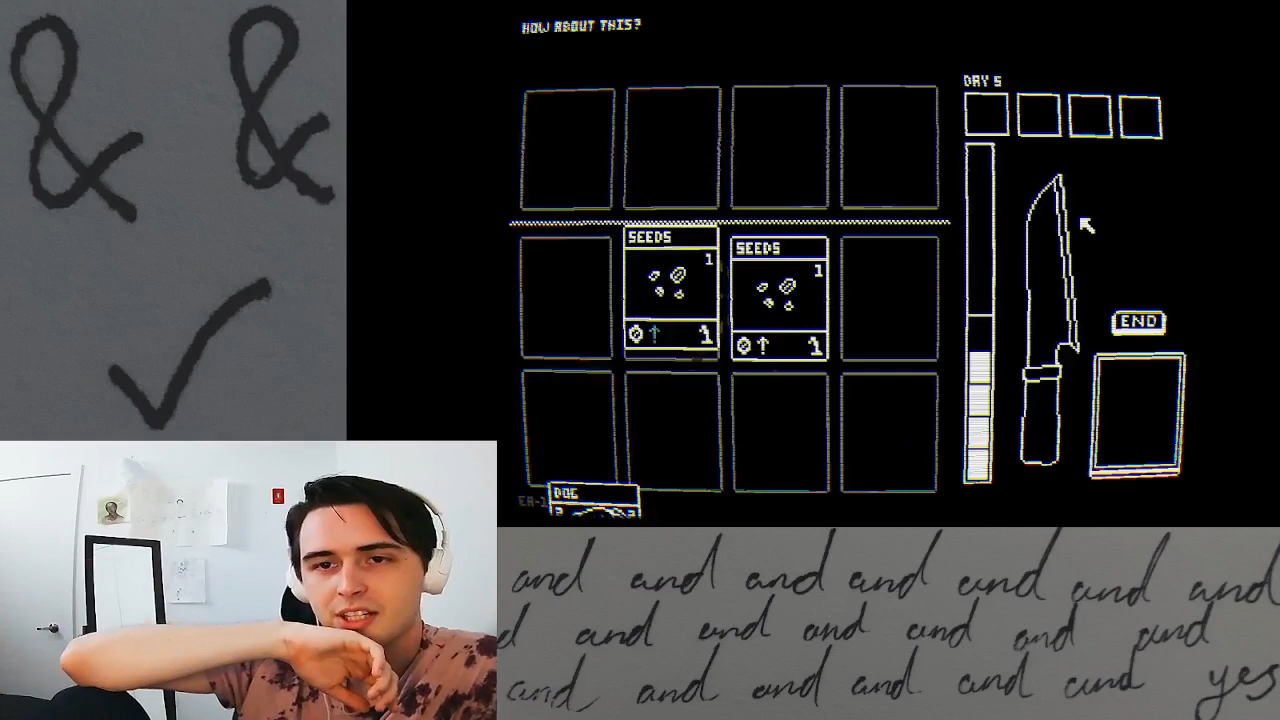 & &
HOW ABOUT THIS?
DAY 5
SEEDS
1
1
SEEDS
1
1
END
DOG
and and and and and and and
and and and and and and
and and and and and and yes